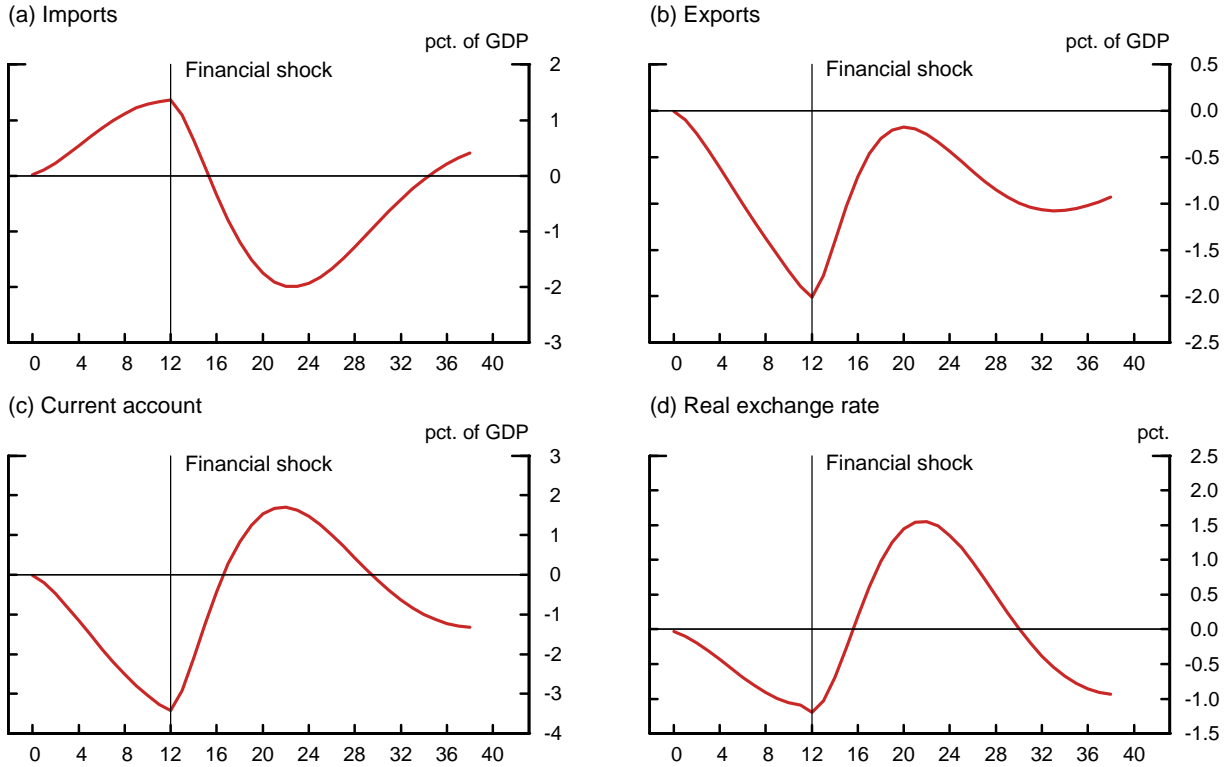 (a) Imports
pct. of GDP
Financial shock
2
1
0
-1
-2
-3
0 4 8 12 16 20 24 28 32 36 40
(b) Exports
pct. of GDP
Financial shock
0.5
0.0
-0.5
-1.0
-1.5
-2.0
-2.5
0 4 8 12 16 20 24 28 32 36 40
(c) Current account
pct. of GDP
Financial shock
3
2
1
0
-1
-2
-3
-4
0 4 8 12 16 20 24 28 32 36 40
(d) Real exchange rate
pct.
Financial shock
2.5
2.0
1.5
1.0
0.5
0.0
-0.5
-1.0
-1.5
0 4 8 12 16 20 24 28 32 36 40